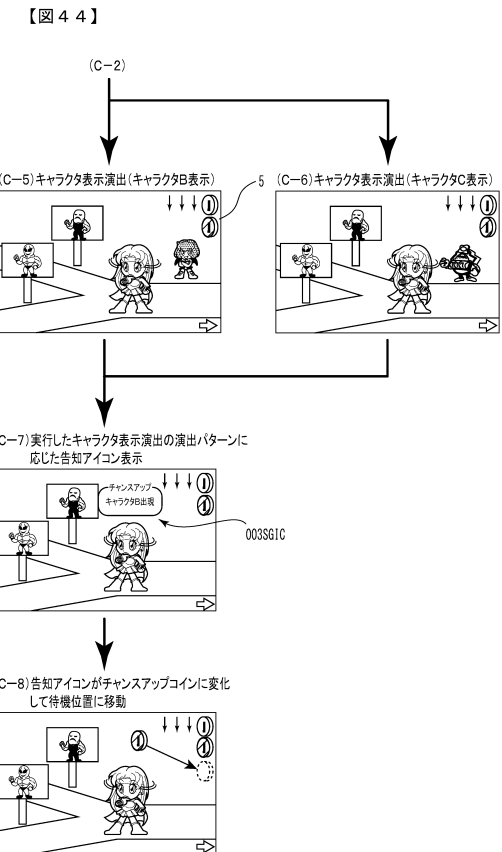 【図４４】
(C-2)
(C-5)キャラクタ表示演出(キャラクタB表示)
5
(C-6)キャラクタ表示演出(キャラクタC表示)
C-7)実行したキャラクタ表示演出の演出パターンに
応じた告知アイコン表示
チャンスアップ
キャラクタB出現
003SGIC
C-8)告知アイコンがチャンスアップコインに変化
して待機位置に移動